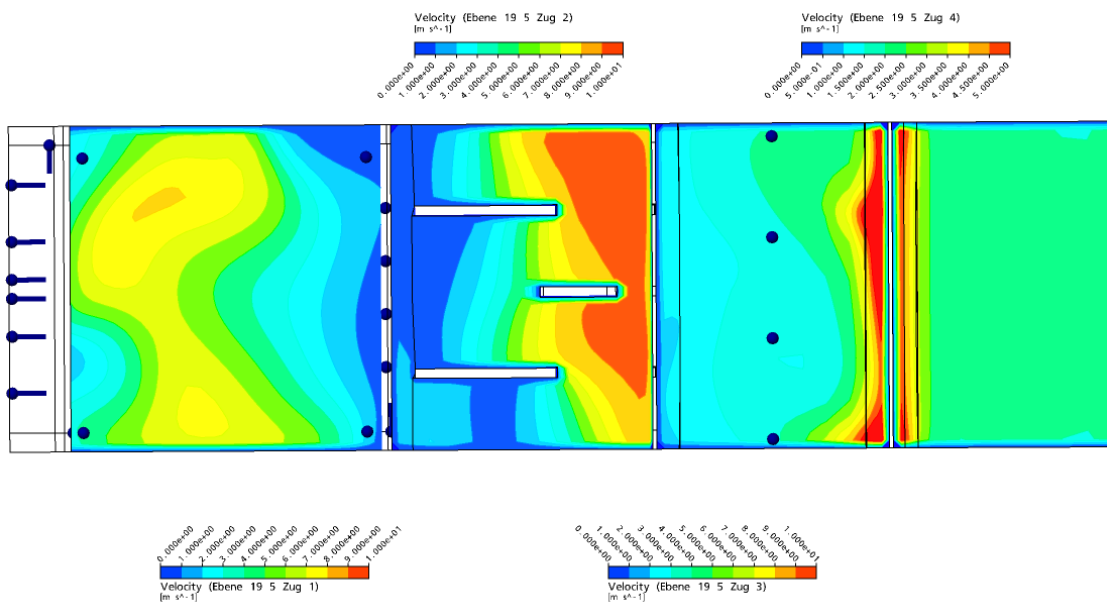 Velocity (Ebene 19 5 Zug 2)
[m s^-1]
0.000e+00
1.000e+00
2.000e+00
3.000e+00
4.000e+00
5.000e+00
6.000e+00
7.000e+00
8.000e+00
9.000e+00
1.000e+01
Velocity (Ebene 19 5 Zug 4)
[m s^-1]
0.000e+00
5.000e-01
1.000e+00
1.500e+00
2.000e+00
2.500e+00
3.000e+00
3.500e+00
4.000e+00
4.500e+00
5.000e+00
0.000e+00
1.000e+00
2.000e+00
3.000e+00
4.000e+00
5.000e+00
6.000e+00
7.000e+00
8.000e+00
9.000e+00
1.000e+01
Velocity (Ebene 19 5 Zug 1)
[m s^-1]
0.000e+00
1.000e+00
2.000e+00
3.000e+00
4.000e+00
5.000e+00
6.000e+00
7.000e+00
8.000e+00
9.000e+00
1.000e+01
Velocity (Ebene 19 5 Zug 3)
[m s^-1]